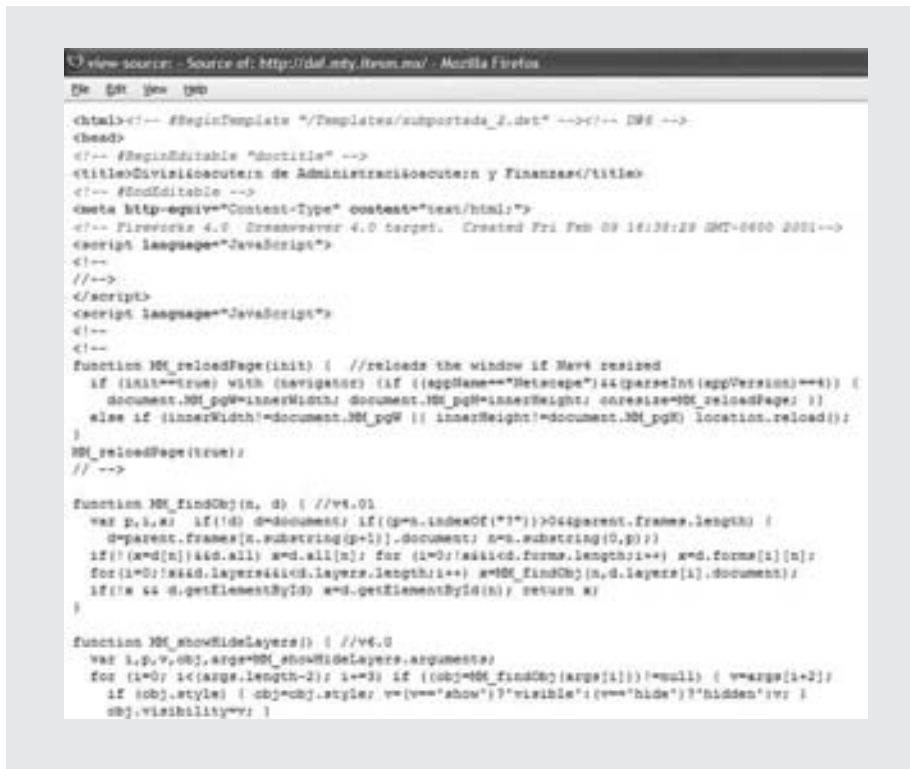 view-source: - Source of: http://daf.mty.itesm.mx/ - Mozilla Firefox
File Edit View Help
<html><!-- #BeginTemplate "/Templates/subportada_2.dwt" --><!-- DW6 -->
<head>
<!-- #BeginEditable "doctitle" -->
<title>Divisi&oacute;n de Administraci&oacute;n y Finanzas</title>
<!-- #EndEditable -->
<meta http-equiv="Content-Type" content="text/html;">
<!-- Fireworks 4.0  Dreamweaver 4.0 target.  Created Fri Feb 09 16:38:28 GMT-0600 2001-->
<script language="JavaScript">
<!--
//-->
</script>
<script language="JavaScript">
<!--
<!--
function MM_reloadPage(init) {  //reloads the window if Nav4 resized
  if (init==true) with (navigator) {if ((appName=="Netscape")&&(parseInt(appVersion)==4)) {
    document.MM_pgW=innerWidth; document.MM_pgH=innerHeight; onresize=MM_reloadPage; }}
  else if (innerWidth!=document.MM_pgW || innerHeight!=document.MM_pgH) location.reload();
}
MM_reloadPage(true);
// -->
function MM_findObj(n, d) { //v4.01
  var p,i,x;  if(!d) d=document; if((p=n.indexOf("?"))>0&&parent.frames.length) {
    d=parent.frames[n.substring(p+1)].document; n=n.substring(0,p);}
  if(!(x=d[n])&&d.all) x=d.all[n]; for (i=0;!x&&i<d.forms.length;i++) x=d.forms[i][n];
  for(i=0;!x&&d.layers&&i<d.layers.length;i++) x=MM_findObj(n,d.layers[i].document);
  if(!x && d.getElementById) x=d.getElementById(n); return x;
}
function MM_showHideLayers() { //v6.0
  var i,p,v,obj,args=MM_showHideLayers.arguments;
  for (i=0; i<(args.length-2); i+=3) if ((obj=MM_findObj(args[i]))!=null) { v=args[i+2];
    if (obj.style) { obj=obj.style; v=(v=='show')?'visible':(v=='hide')?'hidden':v; }
    obj.visibility=v; }